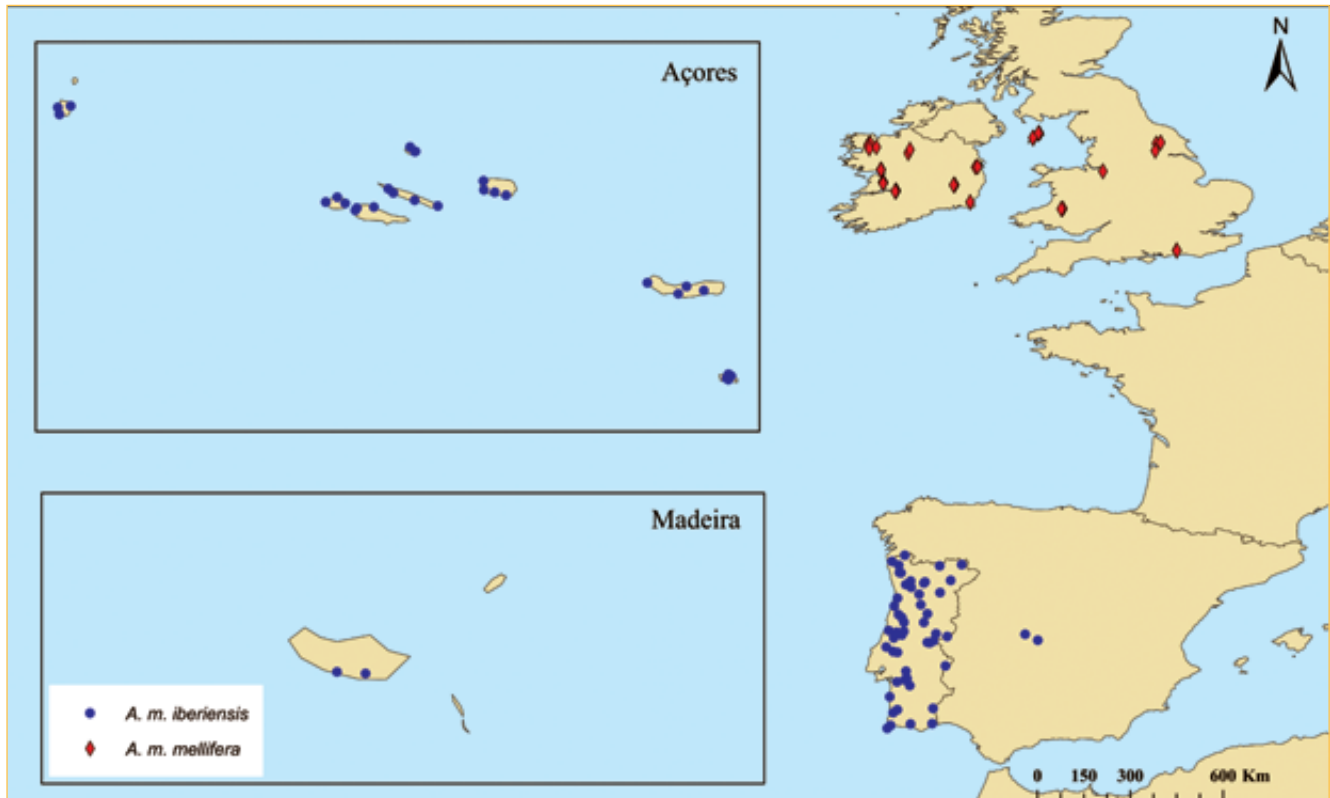 Açores
N
Madeira
A. m. iberiensis
A. m. mellifera
0 150 300 600 Km